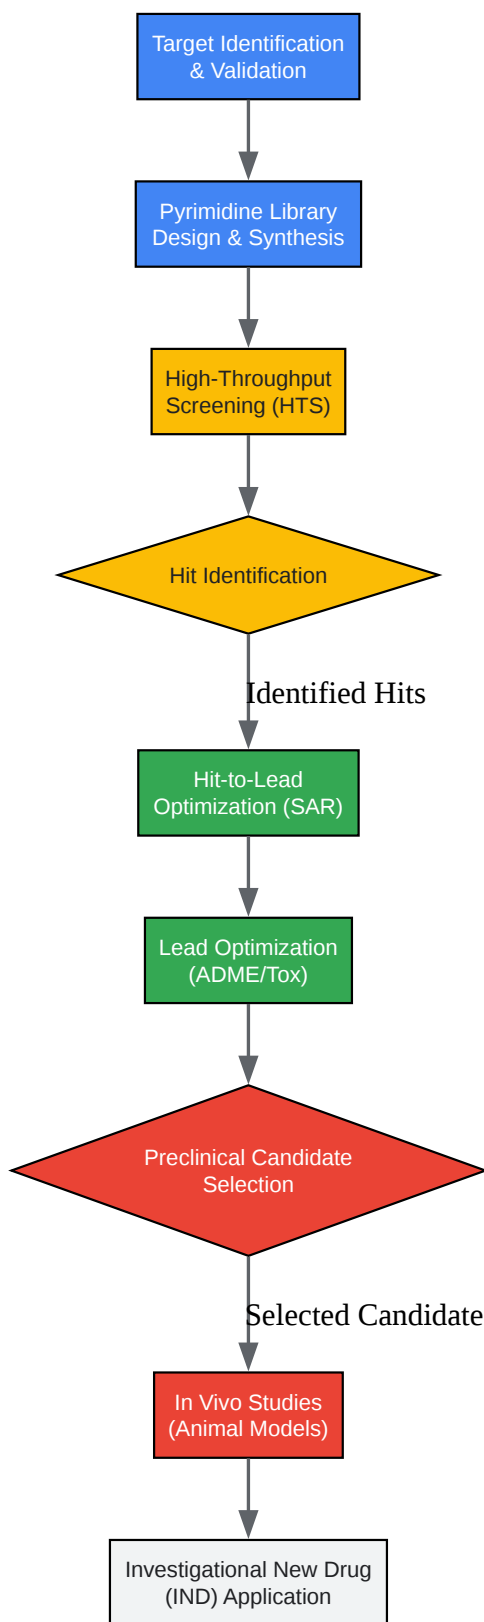 Target Identification
& Validation
Pyrimidine Library
Design & Synthesis
High-Throughput
Screening (HTS)
Hit Identification
Identified Hits
Hit-to-Lead
Optimization (SAR)
Lead Optimization
(ADME/Tox)
Preclinical Candidate
Selection
Selected Candidate
In Vivo Studies
(Animal Models)
Investigational New Drug
(IND) Application